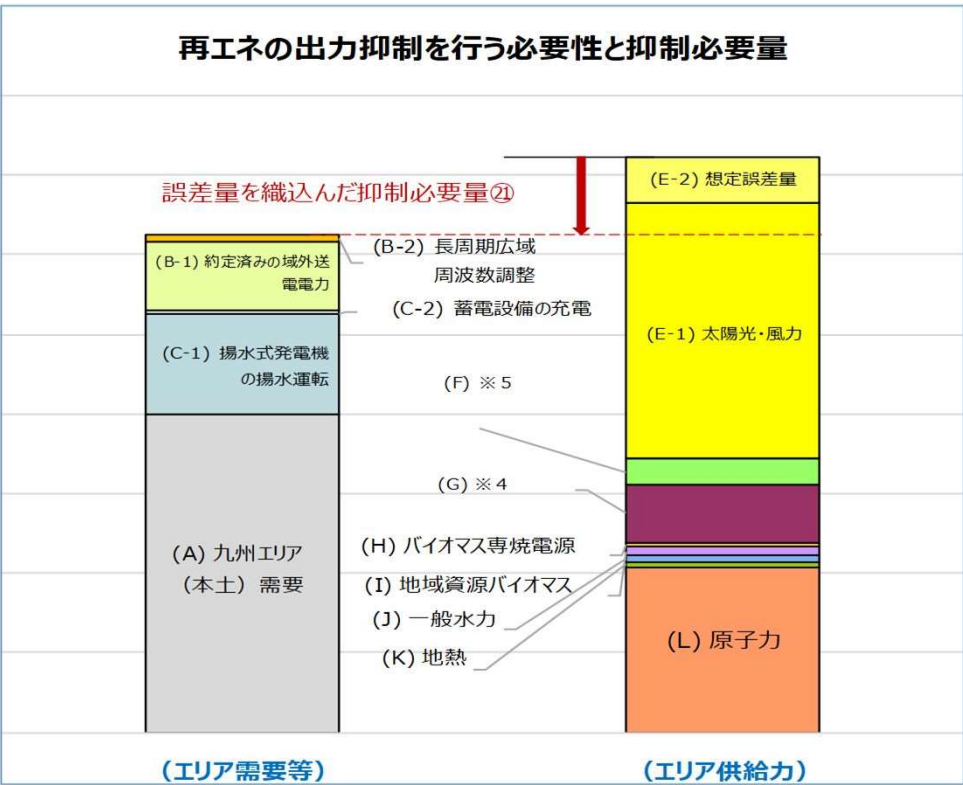 再エネの出力抑制を行う必要性と抑制必要量
誤差量を織込んだ抑制必要量㉑
(B-2) 長周期広域
周波数調整
(B-1) 約定済みの域外送
電電力
(C-2) 蓄電設備の充電
(C-1) 揚水式発電機
の揚水運転
(A) 九州エリア
（本土）需要
(E-2) 想定誤差量
(E-1) 太陽光・風力
(F) ※5
(G) ※4
(H) バイオマス専焼電源
(I) 地域資源バイオマス
(J) 一般水力
(K) 地熱
(L) 原子力
(エリア需要等)
(エリア供給力)